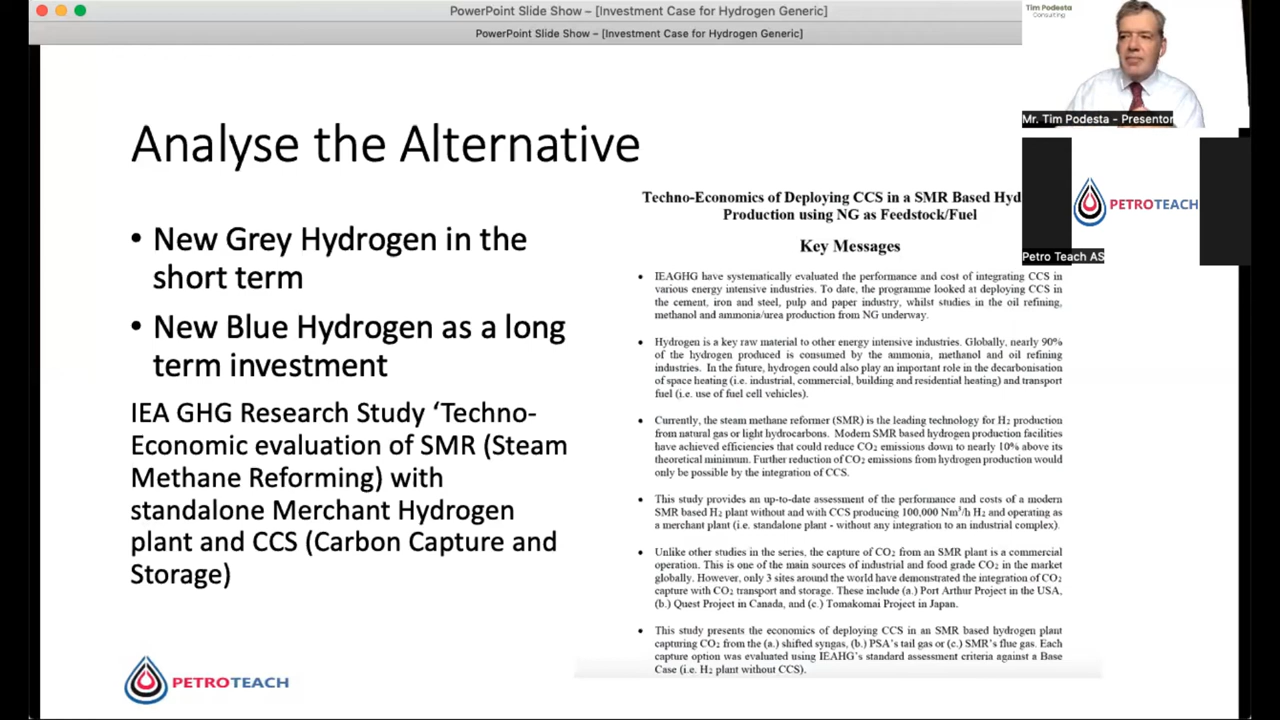 PowerPoint Slide Show – [Investment Case for Hydrogen Generic]
PowerPoint Slide Show – [Investment Case for Hydrogen Generic]
Tim Podesta
Consulting
Mr. Tim Podesta - Presentor
PETROTEACH
Petro Teach AS
Analyse the Alternative
• New Grey Hydrogen in the
short term
• New Blue Hydrogen as a long
term investment
IEA GHG Research Study ‘Techno-
Economic evaluation of SMR (Steam
Methane Reforming) with
standalone Merchant Hydrogen
plant and CCS (Carbon Capture and
Storage)
PETROTEACH
Techno-Economics of Deploying CCS in a SMR Based Hyd
Production using NG as Feedstock/Fuel
Key Messages
• IEAGHG have systematically evaluated the performance and cost of integrating CCS in
various energy intensive industries. To date, the programme looked at deploying CCS in
the cement, iron and steel, pulp and paper industry, whilst studies in the oil refining,
methanol and ammonia/urea production from NG underway.
• Hydrogen is a key raw material to other energy intensive industries. Globally, nearly 90%
of the hydrogen produced is consumed by the ammonia, methanol and oil refining
industries. In the future, hydrogen could also play an important role in the decarbonisation
of space heating (i.e. industrial, commercial, building and residential heating) and transport
fuel (i.e. use of fuel cell vehicles).
• Currently, the steam methane reformer (SMR) is the leading technology for H₂ production
from natural gas or light hydrocarbons. Modern SMR based hydrogen production facilities
have achieved efficiencies that could reduce CO₂ emissions down to nearly 10% above its
theoretical minimum. Further reduction of CO₂ emissions from hydrogen production would
only be possible by the integration of CCS.
• This study provides an up-to-date assessment of the performance and costs of a modern
SMR based H₂ plant without and with CCS producing 100,000 Nm³/h H₂ and operating as
a merchant plant (i.e. standalone plant - without any integration to an industrial complex).
• Unlike other studies in the series, the capture of CO₂ from an SMR plant is a commercial
operation. This is one of the main sources of industrial and food grade CO₂ in the market
globally. However, only 3 sites around the world have demonstrated the integration of CO₂
capture with CO₂ transport and storage. These include (a.) Port Arthur Project in the USA,
(b.) Quest Project in Canada, and (c.) Tomakomai Project in Japan.
• This study presents the economics of deploying CCS in an SMR based hydrogen plant
capturing CO₂ from the (a.) shifted syngas, (b.) PSA's tail gas or (c.) SMR's flue gas. Each
capture option was evaluated using IEAHG's standard assessment criteria against a Base
Case (i.e. H₂ plant without CCS).